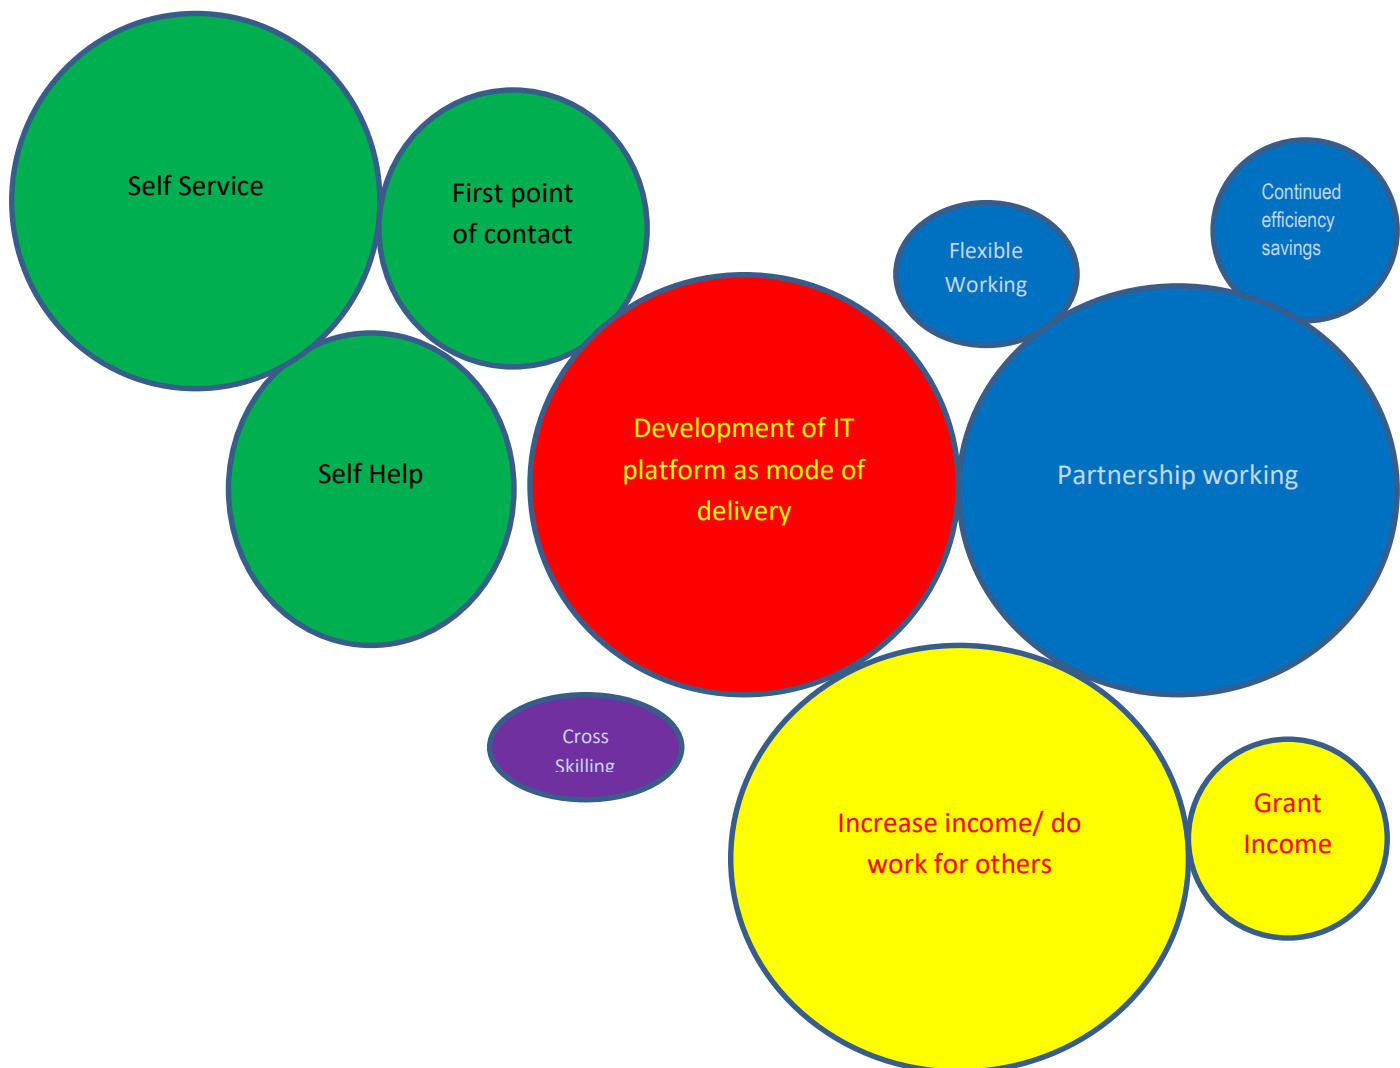 Self Service
First point
of contact
Continued
efficiency
savings
Flexible
Working
Development of IT
platform as mode of
delivery
Self Help
Partnership working
Cross
Skilling
Increase income/ do
work for others
Grant
Income